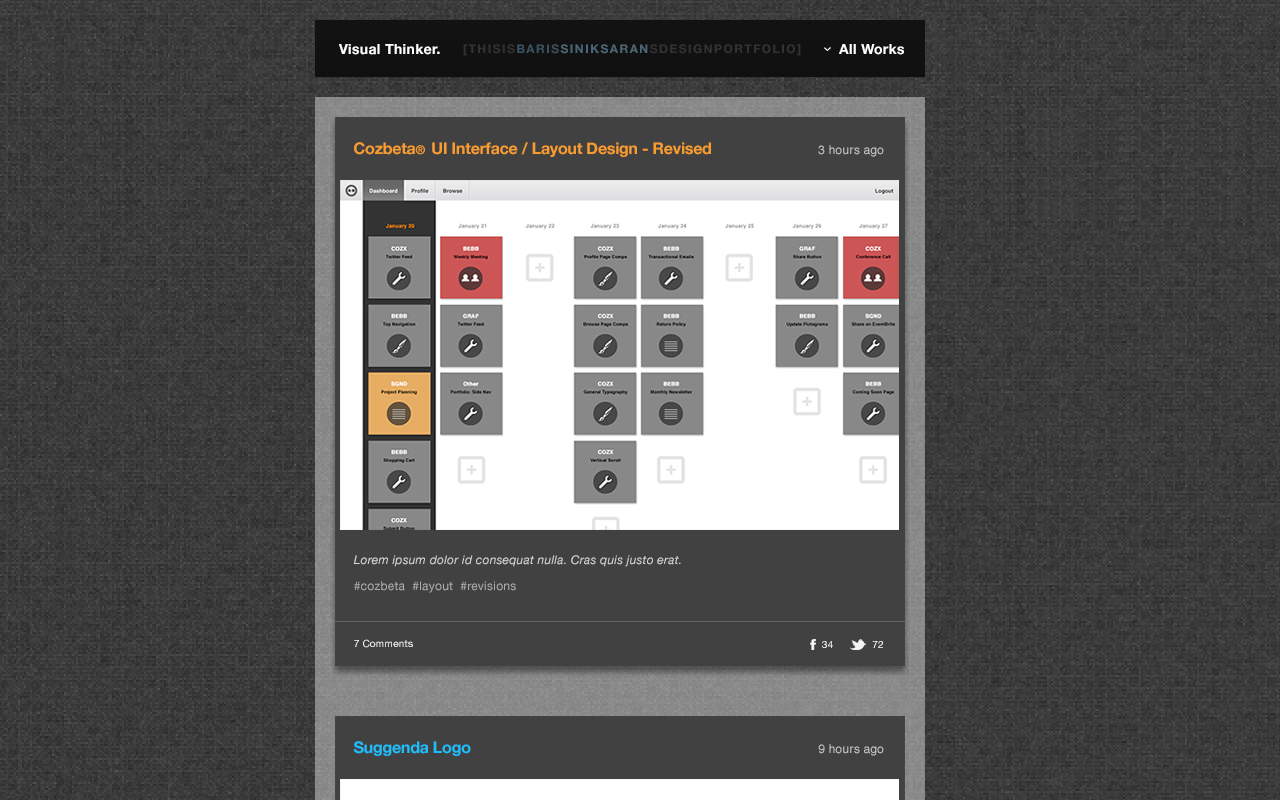 Visual Thinker. [THISISBARISSINIKSARANSDESIGNPORTFOLIO] All Works
Cozbeta® UI Interface / Layout Design - Revised 3 hours ago
Dashboard Profile Browse Logout
January 20 January 21 January 22 January 23 January 24 January 25 January 26 January 27
COZX BEBB COZX BEBB GRAF COZX
Twitter Feed Weekly Meeting Profile Page Comps Transactional Emails Share Button Conference Call
BEBB GRAF COZX BEBB BEBB SGND
Top Navigation Twitter Feed Browse Page Comps Return Policy Update Pictograms Share on EventBrite
SGND Other COZX BEBB BEBB
Project Planning Portfolio: Side Nav General Typography Monthly Newsletter Coming Soon Page
BEBB COZX
Shopping Cart Vertical Scroll
COZX
Submit Button
Lorem ipsum dolor id consequat nulla. Cras quis justo erat.
#cozbeta #layout #revisions
7 Comments 34 72
Suggenda Logo 9 hours ago